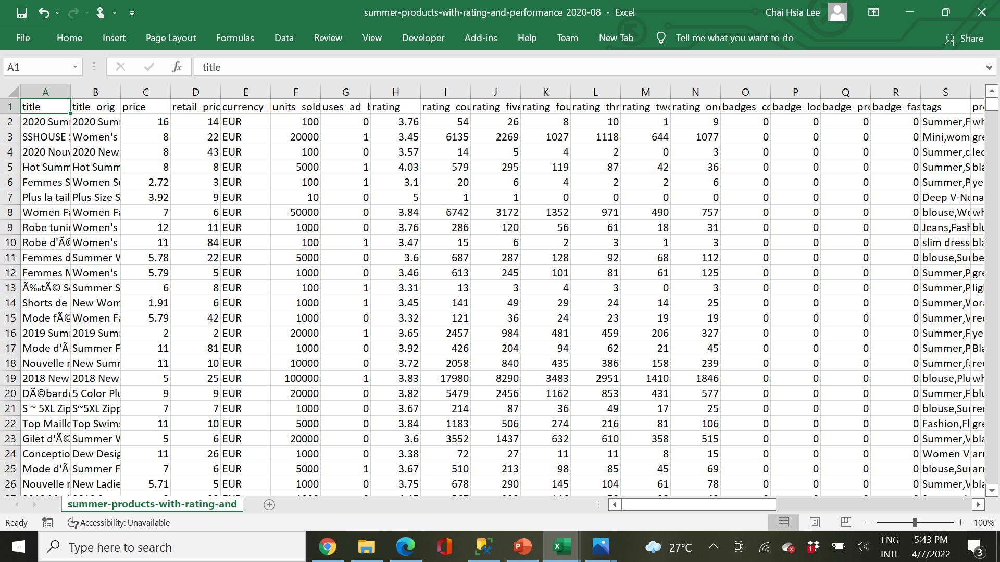 summer-products-with-rating-and-performance_2020-08 - Excel
Chai Hsia Lee
File Home Insert Page Layout Formulas Data Review View Developer Add-ins Help Team New Tab Tell me what you want to do Share
A1 fx title
A B C D E F G H I J K L M N O P Q R S
1 title title_orig price retail_pric currency_ units_sold uses_ad_b rating rating_cou rating_five rating_fou rating_thr rating_two rating_one badges_co badge_loc badge_pro badge_fas tags pro
2 2020 Sum 2020 Sum 16 14 EUR 100 0 3.76 54 26 8 10 1 9 0 0 0 0 Summer,F wh
3 SSHOUSE Women's 8 22 EUR 20000 1 3.45 6135 2269 1027 1118 644 1077 0 0 0 0 Mini,wom gre
4 2020 Nouv 2020 New 8 43 EUR 100 0 3.57 14 5 4 2 0 3 0 0 0 0 Summer,c leo
5 Hot Summ Hot Summ 8 8 EUR 5000 1 4.03 579 295 119 87 42 36 0 0 0 0 Summer,S bla
6 Femmes S Women Su 2.72 3 EUR 100 1 3.1 20 6 4 2 2 6 0 0 0 0 Summer,P ye
7 Plus la tail Plus Size S 3.92 9 EUR 10 0 5 1 1 0 0 0 0 0 0 0 0 Deep V-Ne na
8 Women Fa Women Fa 7 6 EUR 50000 0 3.84 6742 3172 1352 971 490 757 0 0 0 0 blouse,Wo wh
9 Robe tuni Women's 12 11 EUR 1000 0 3.76 286 120 56 61 18 31 0 0 0 0 Jeans,Fash blu
10 Robe d'Ã© Women's 11 84 EUR 100 1 3.47 15 6 2 3 1 3 0 0 0 0 slim dress bla
11 Femmes d Summer W 5.78 22 EUR 5000 0 3.6 687 287 128 92 68 112 0 0 0 0 blouse,Sur be
12 Femmes M Women's 5.79 5 EUR 1000 0 3.46 613 245 101 81 61 125 0 0 0 0 Summer,P gre
13 Ã‰tÃ© Se Summer S 6 8 EUR 100 1 3.31 13 3 4 3 0 3 0 0 0 0 Summer,P lig
14 Shorts de New Wom 1.91 6 EUR 1000 1 3.45 141 49 29 24 14 25 0 0 0 0 Summer,W ora
15 Mode fÃ© Women Fa 5.79 42 EUR 1000 0 3.32 121 36 24 23 19 19 0 0 0 0 Summer,V red
16 2019 Sum 2019 Sum 2 2 EUR 20000 1 3.65 2457 984 481 459 206 327 0 0 0 0 Summer,F ye
17 Mode d'Ã Summer F 11 81 EUR 1000 0 3.92 426 204 94 62 21 45 0 0 0 0 Summer,P Bla
18 Nouvelle r New Sumr 11 10 EUR 10000 0 3.72 2058 840 435 386 158 239 0 0 0 0 Summer,fa red
19 2018 New 2018 New 5 25 EUR 100000 1 3.83 17980 8290 3483 2951 1410 1846 0 0 0 0 blouse,Plu wh
20 DÃ©barde 5 Color Plu 9 9 EUR 20000 0 3.82 5479 2456 1162 853 431 577 0 0 0 0 Summer,F blu
21 S ~ 5XL Zip S~5XL Zipp 7 7 EUR 1000 0 3.67 214 87 36 49 17 25 0 0 0 0 blouse,Sur red
22 Top Maillo Top Swims 11 10 EUR 5000 0 3.84 1183 506 274 216 81 106 0 0 0 0 Fashion,Fl gre
23 Gilet d'Ã© Summer W 5 6 EUR 20000 0 3.6 3552 1437 632 610 358 515 0 0 0 0 Summer,V bla
24 Conceptio Dew Desig 11 26 EUR 1000 0 3.38 72 27 11 11 8 15 0 0 0 0 Women V arr
25 Mode d'Ã Summer F 7 6 EUR 5000 1 3.67 510 213 98 85 45 69 0 0 0 0 blouse,Sur arr
26 Nouvelle r New Ladie 5.71 5 EUR 1000 0 3.75 678 290 145 104 61 78 0 0 0 0 Summer,V bla
summer-products-with-rating-and
Ready Accessibility: Unavailable 100%
Type here to search 27°C ENG 5:43 PM
INTL 4/7/2022 3